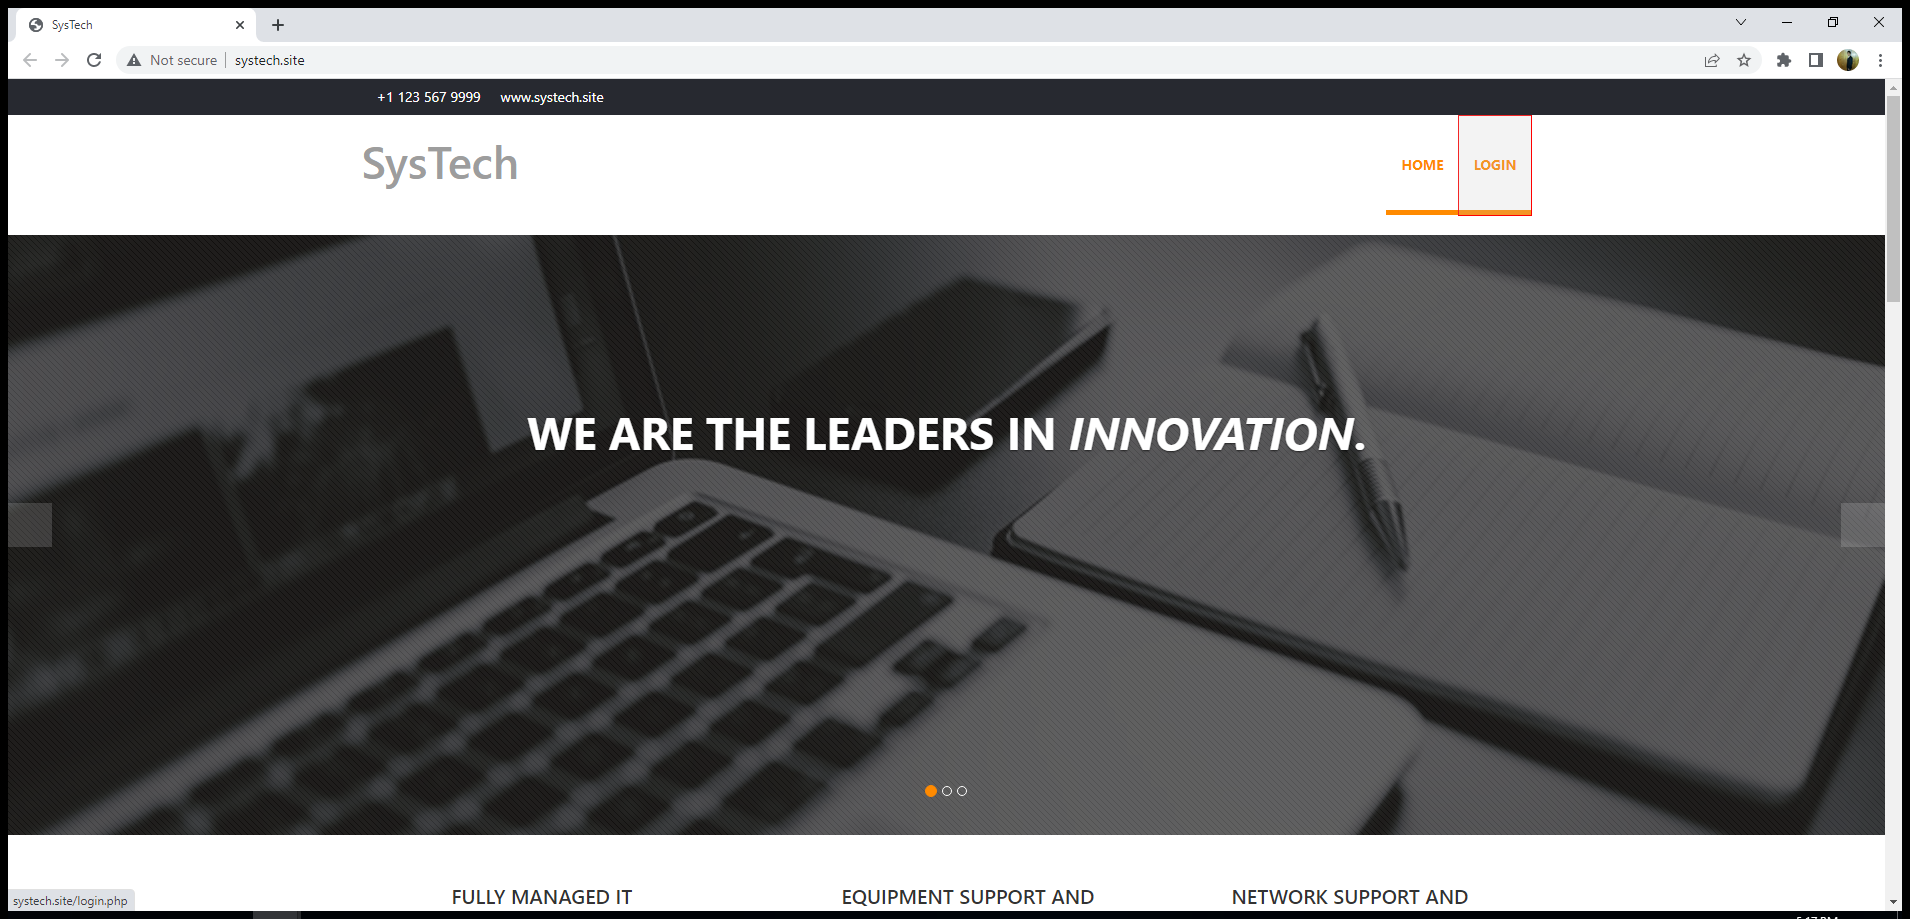 SysTech
Not secure
systech.site
+1 123 567 9999
www.systech.site
SysTech
HOME
LOGIN
WE ARE THE LEADERS IN INNOVATION.
FULLY MANAGED IT
EQUIPMENT SUPPORT AND
NETWORK SUPPORT AND
systech.site/login.php